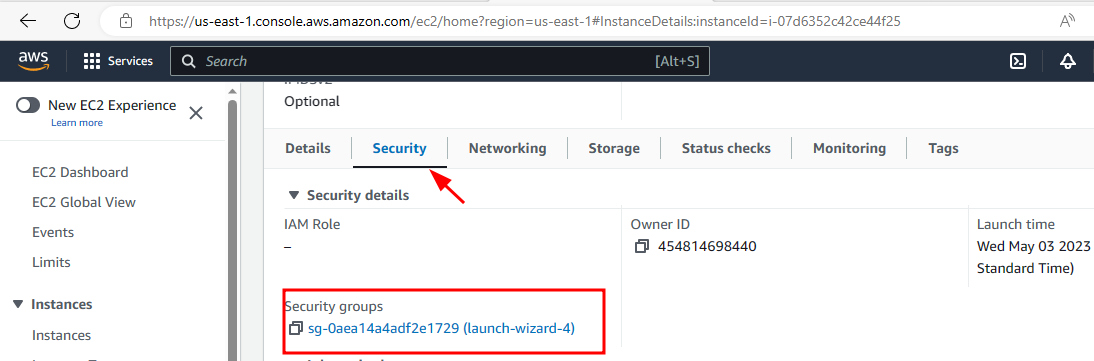 https://us-east-1.console.aws.amazon.com/ec2/home?region=us-east-1#InstanceDetails:instanceId=i-07d6352c42ce44f25
aws Services Search [Alt+S]
New EC2 Experience
Learn more
EC2 Dashboard
EC2 Global View
Events
Limits
Instances
Instances
Optional
Details Security Networking Storage Status checks Monitoring Tags
Security details
IAM Role Owner ID Launch time
– 454814698440 Wed May 03 2023
Standard Time)
Security groups
sg-0aea14a4adf2e1729 (launch-wizard-4)